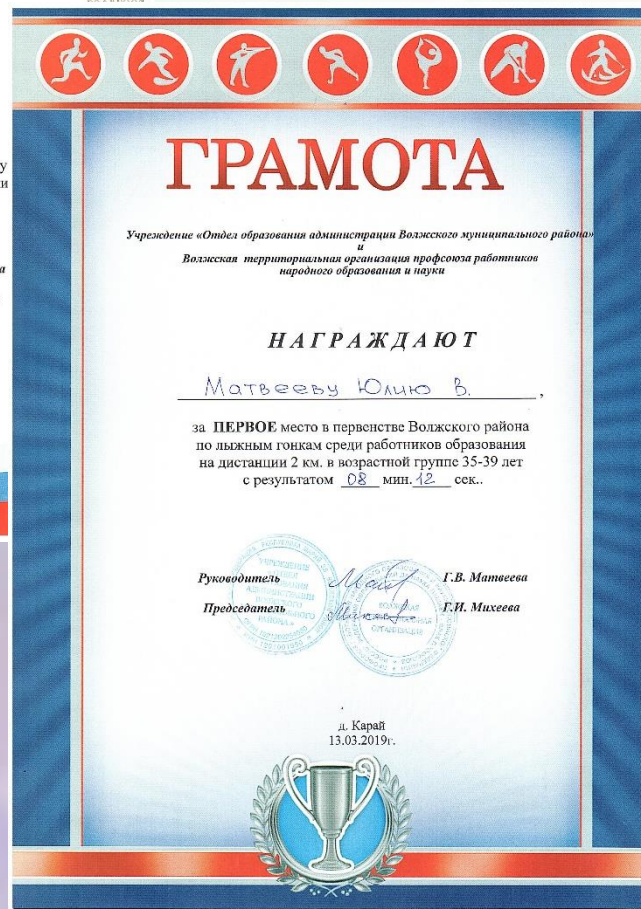 у
и
а
ГРАМОТА
Учреждение «Отдел образования администрации Волжского муниципального района»
и
Волжская территориальная организация профсоюза работников
народного образования и науки
НАГРАЖДАЮТ
Матвееву Юлию В.,
за ПЕРВОЕ место в первенстве Волжского района
по лыжным гонкам среди работников образования
на дистанции 2 км. в возрастной группе 35-39 лет
с результатом 08 мин. 12 сек..
Руководитель Г.В. Матвеева
Председатель Г.И. Михеева
д. Карай
13.03.2019г.